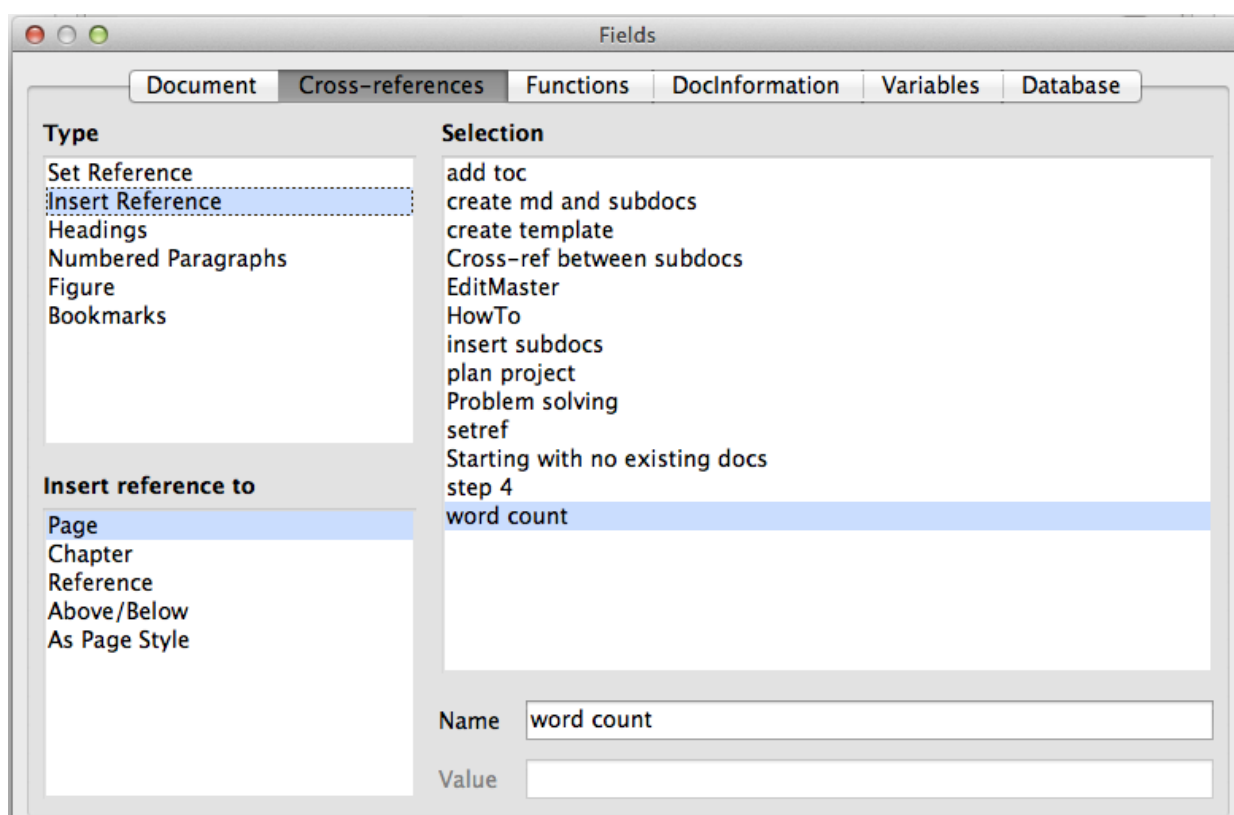 Fields
Document Cross-references Functions DocInformation Variables Database
Type
Set Reference
Insert Reference
Headings
Numbered Paragraphs
Figure
Bookmarks
Selection
add toc
create md and subdocs
create template
Cross-ref between subdocs
EditMaster
HowTo
insert subdocs
plan project
Problem solving
setref
Starting with no existing docs
step 4
word count
Insert reference to
Page
Chapter
Reference
Above/Below
As Page Style
Name word count
Value